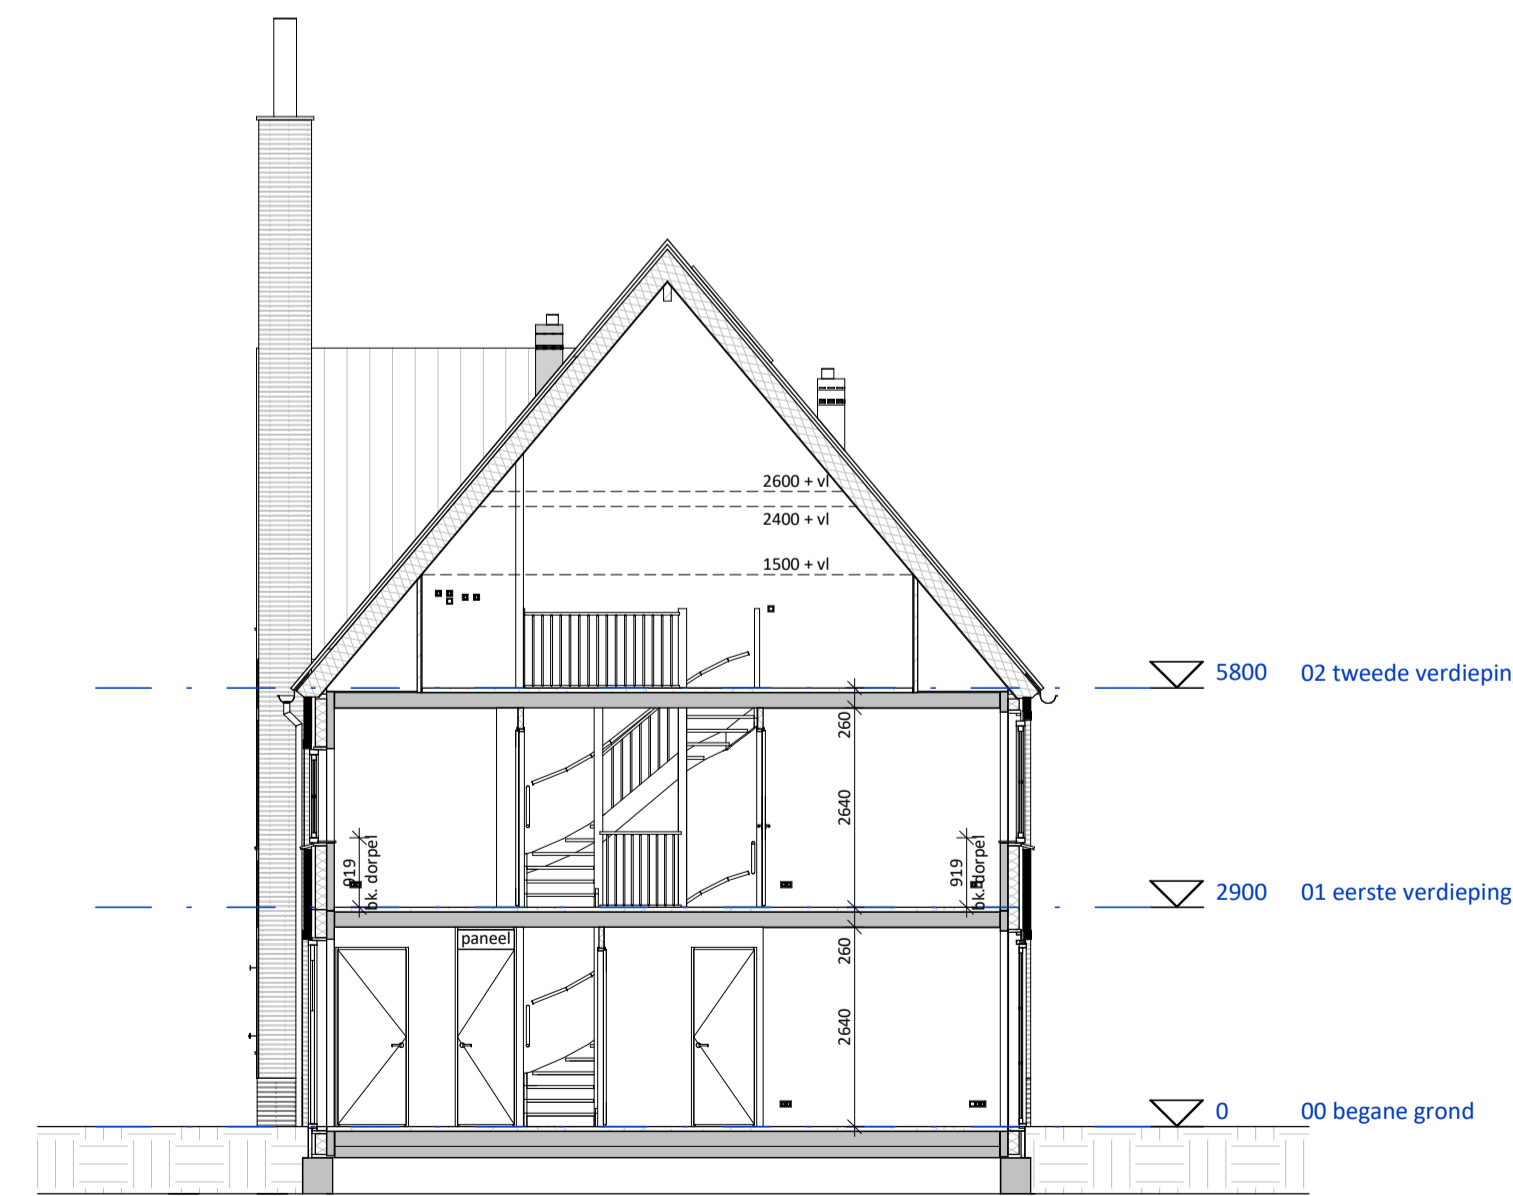 2600 + vl
2400 + vl
1500 + vl
5800 02 tweede verdiepin
260
2640
919
bk. dorpel
919
bk. dorpel
2900 01 eerste verdieping
paneel
260
2640
0 00 begane grond